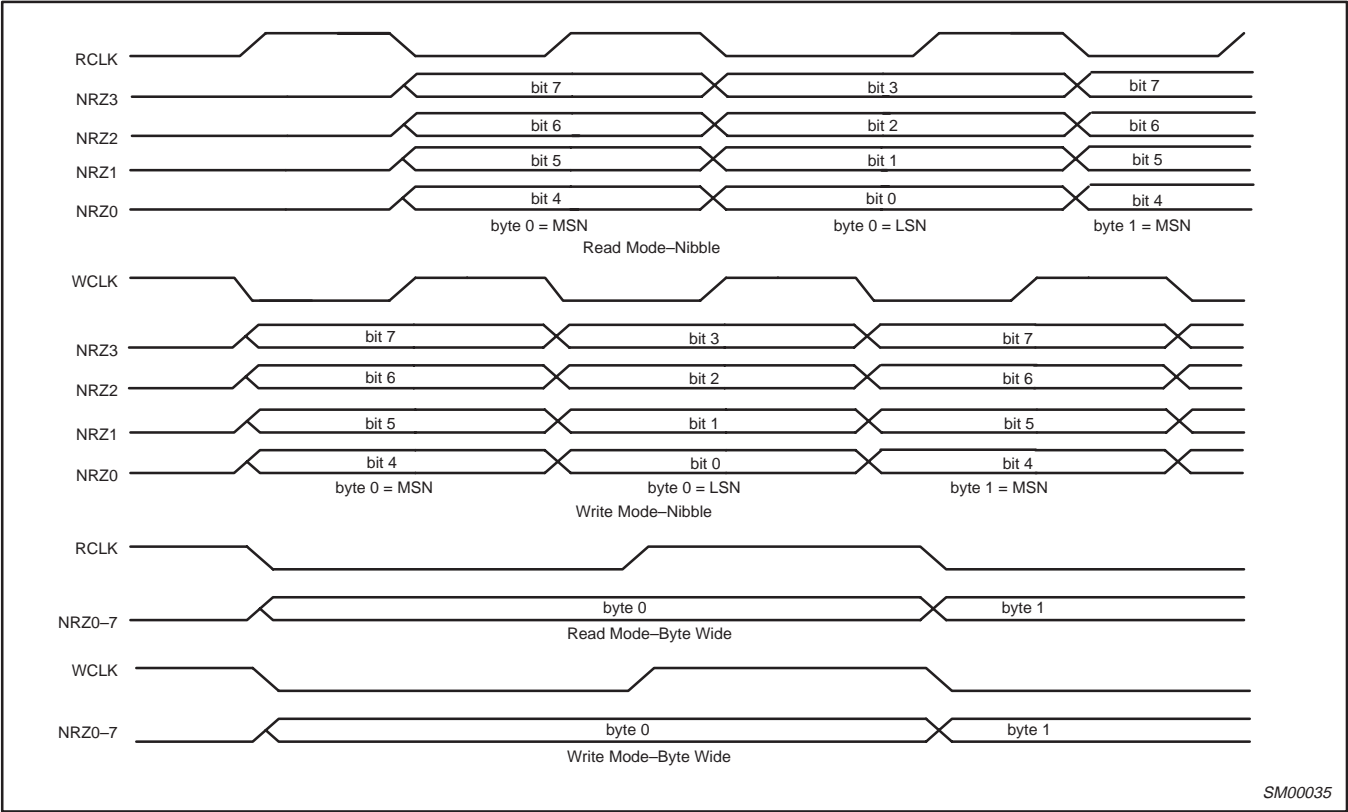 RCLK
NRZ3 bit 7 bit 3 bit 7
NRZ2 bit 6 bit 2 bit 6
NRZ1 bit 5 bit 1 bit 5
NRZ0 bit 4 bit 0 bit 4
byte 0 = MSN byte 0 = LSN byte 1 = MSN
Read Mode–Nibble
WCLK
NRZ3 bit 7 bit 3 bit 7
NRZ2 bit 6 bit 2 bit 6
NRZ1 bit 5 bit 1 bit 5
NRZ0 bit 4 bit 0 bit 4
byte 0 = MSN byte 0 = LSN byte 1 = MSN
Write Mode–Nibble
RCLK
NRZ0–7 byte 0 byte 1
Read Mode–Byte Wide
WCLK
NRZ0–7 byte 0 byte 1
Write Mode–Byte Wide
SM00035